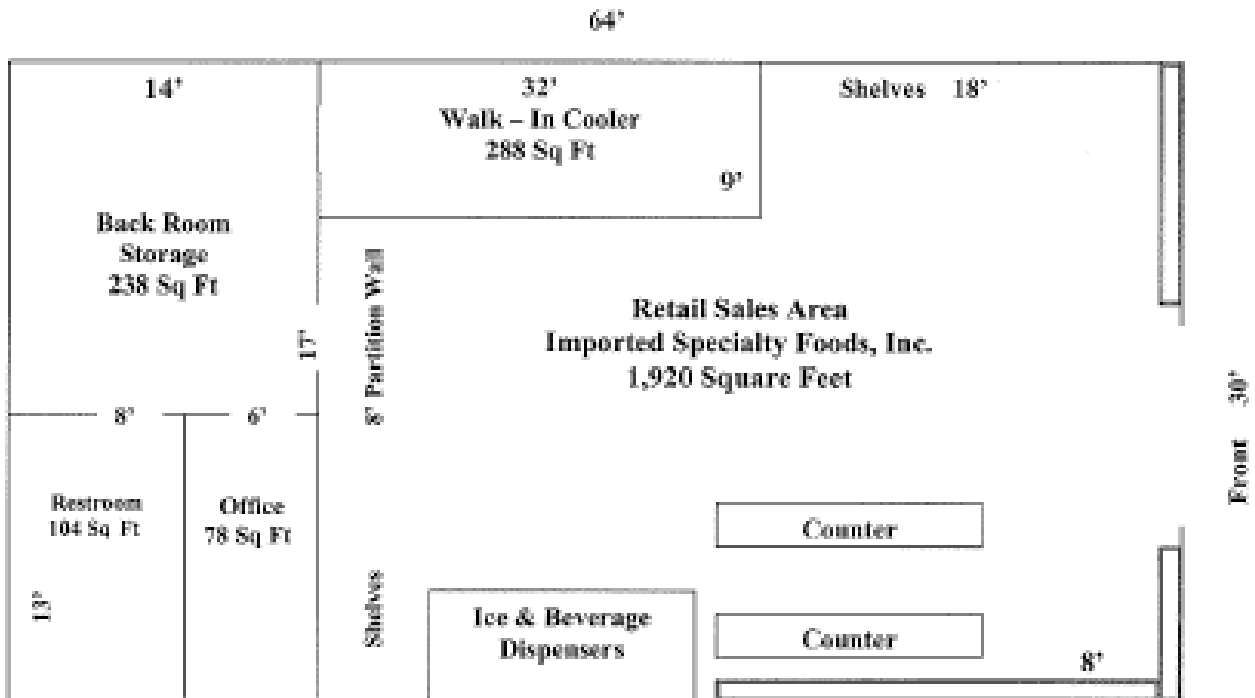 64’
14’
32’
Walk – In Cooler
288 Sq Ft
9’
Shelves 18’
Back Room
Storage
238 Sq Ft
17’
8’ Partition Wall
Retail Sales Area
Imported Specialty Foods, Inc.
1,920 Square Feet
Front 30’
8’
6’
Restroom
104 Sq Ft
13’
Office
78 Sq Ft
Shelves
Ice & Beverage
Dispensers
Counter
Counter
8’